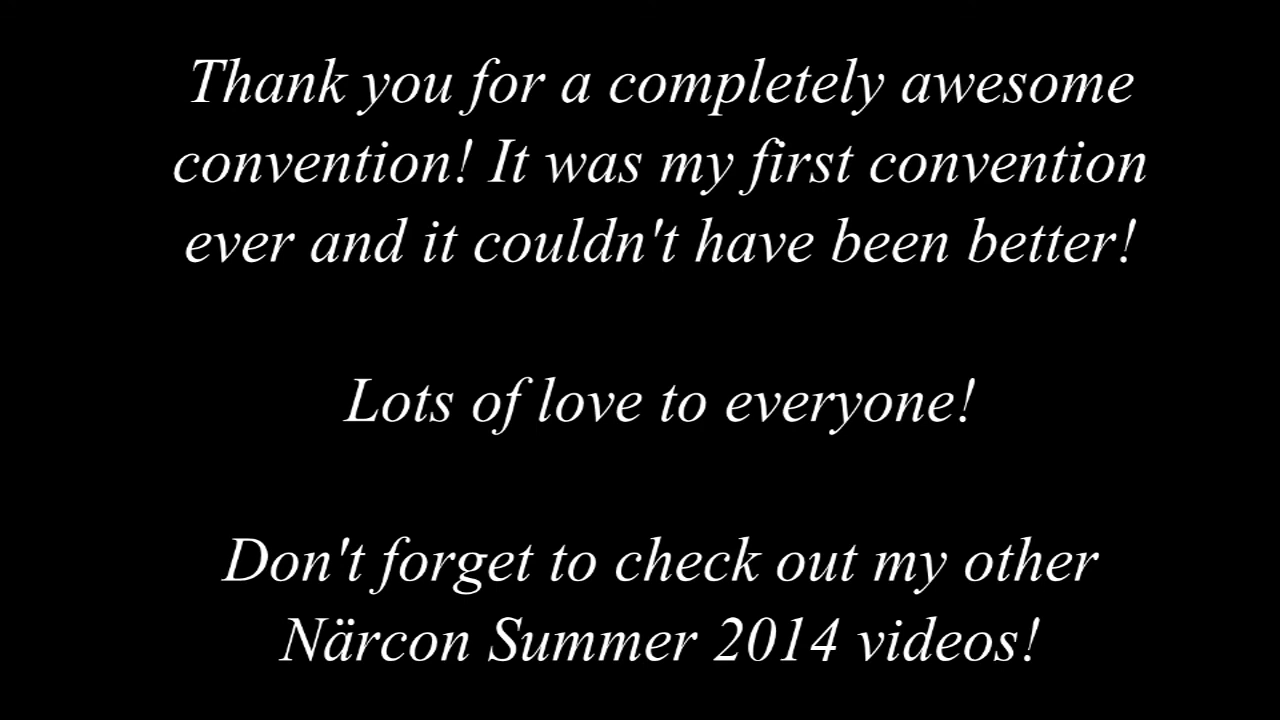 Thank you for a completely awesome
convention! It was my first convention
ever and it couldn't have been better!
Lots of love to everyone!
Don't forget to check out my other
Närcon Summer 2014 videos!